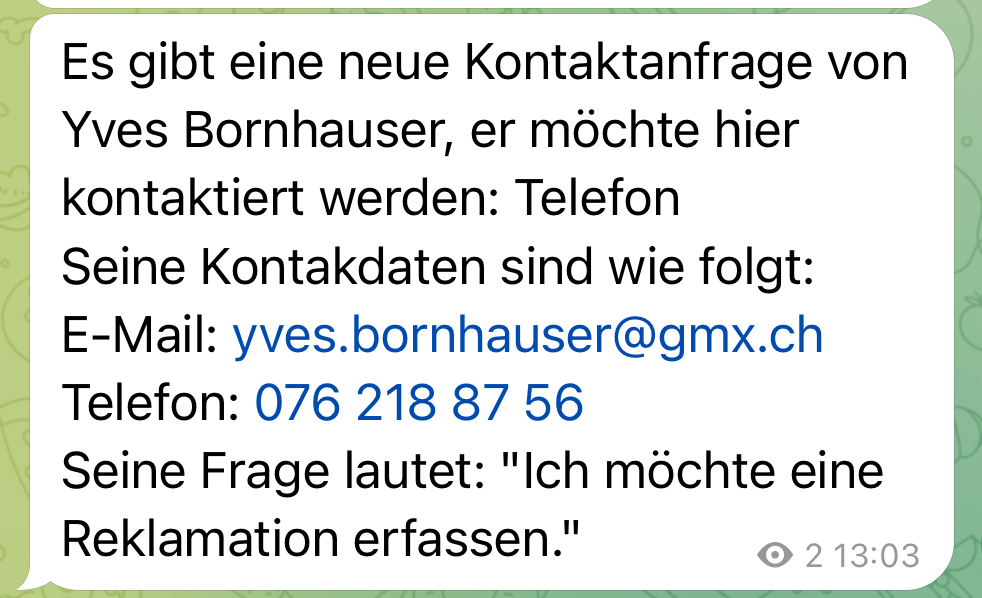 Es gibt eine neue Kontaktanfrage von
Yves Bornhauser, er möchte hier
kontaktiert werden: Telefon
Seine Kontakdaten sind wie folgt:
E-Mail: yves.bornhauser@gmx.ch
Telefon: 076 218 87 56
Seine Frage lautet: "Ich möchte eine
Reklamation erfassen."
2 13:03